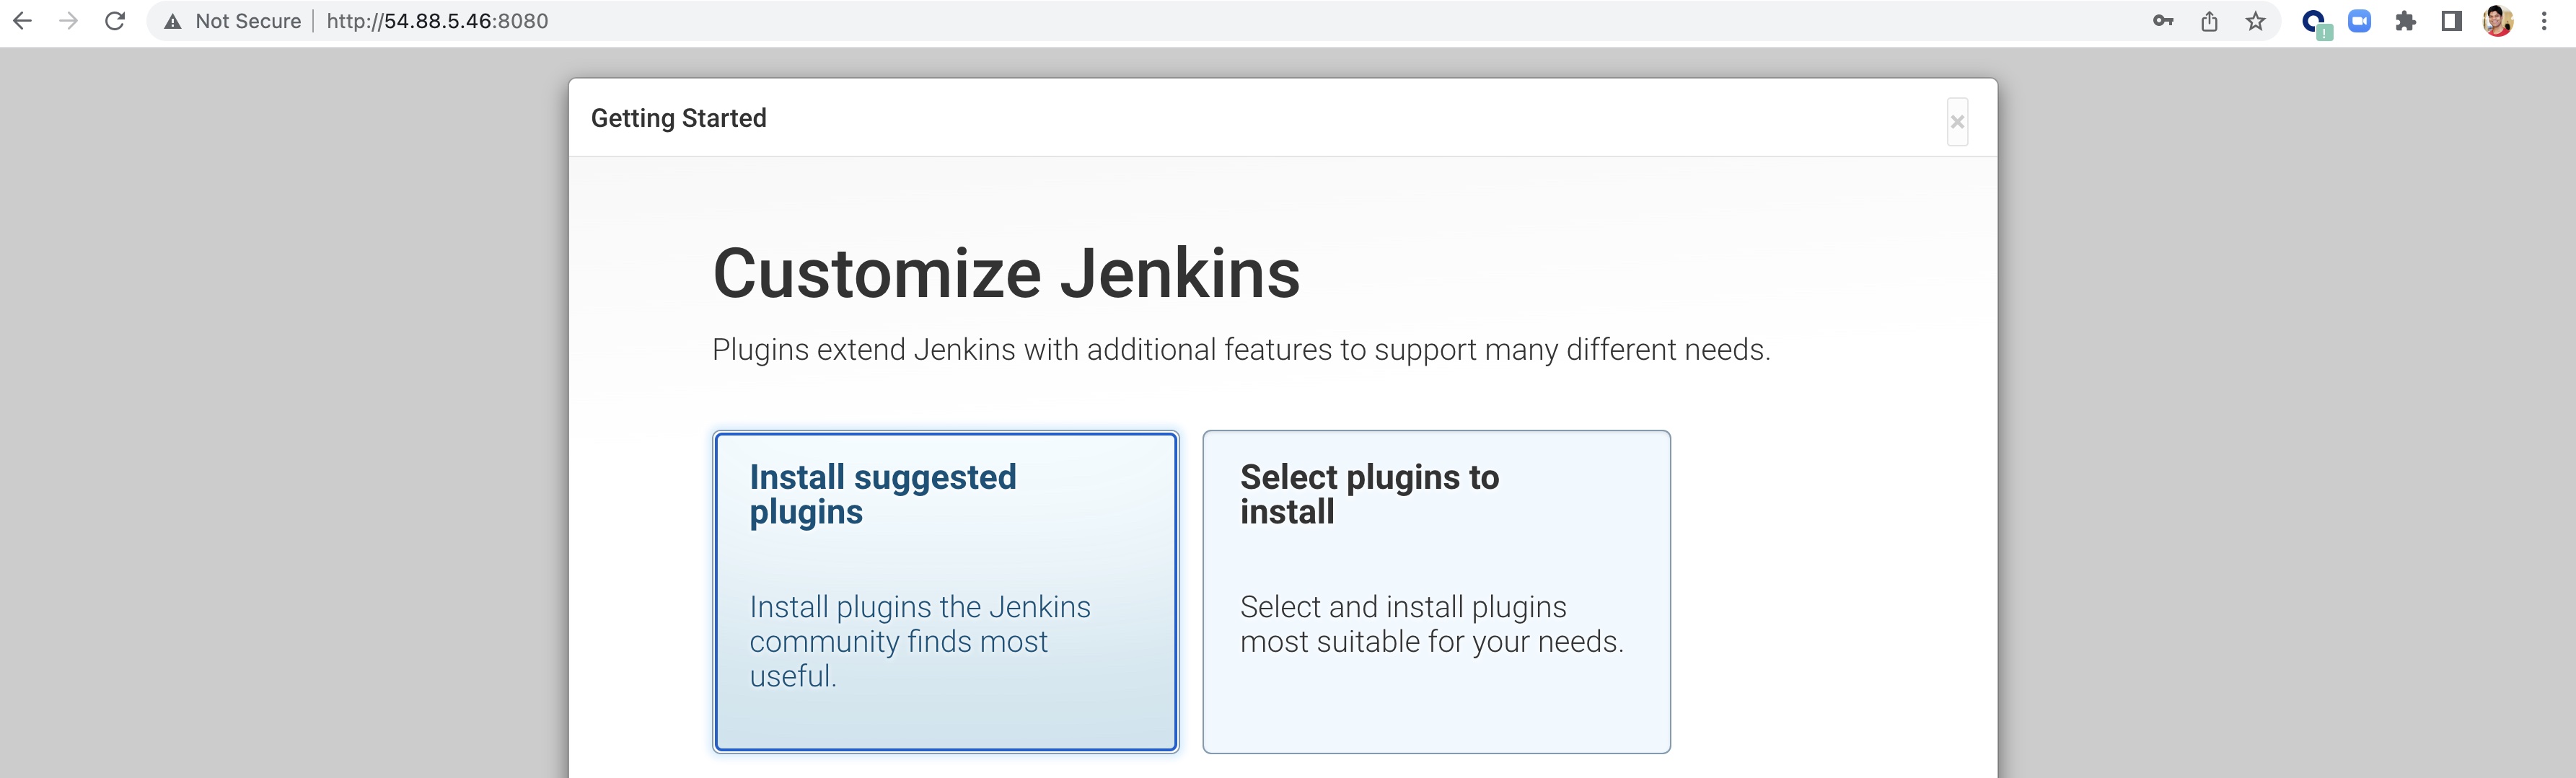 Not Secure | http://54.88.5.46:8080
Getting Started
×
Customize Jenkins
Plugins extend Jenkins with additional features to support many different needs.
Install suggested
plugins
Install plugins the Jenkins
community finds most
useful.
Select plugins to
install
Select and install plugins
most suitable for your needs.